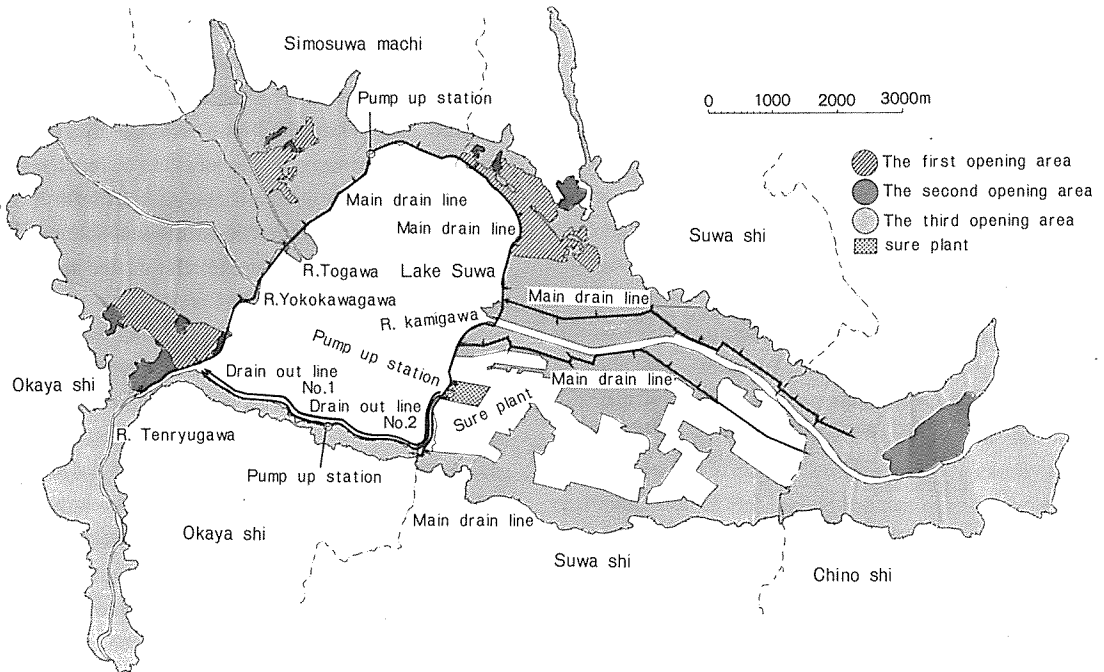 Simosuwa machi
Pump up station
0 1000 2000 3000m
The first opening area
The second opening area
The third opening area
sure plant
Main drain line
Main drain line
Suwa shi
R.Togawa
Lake Suwa
R.Yokokawagawa
Main drain line
R. kamigawa
Pump up station
Okaya shi
Drain out line
No.1
Main drain line
Drain out line
No.2
Sure plant
R. Tenryugawa
Pump up station
Main drain line
Okaya shi
Suwa shi
Chino shi